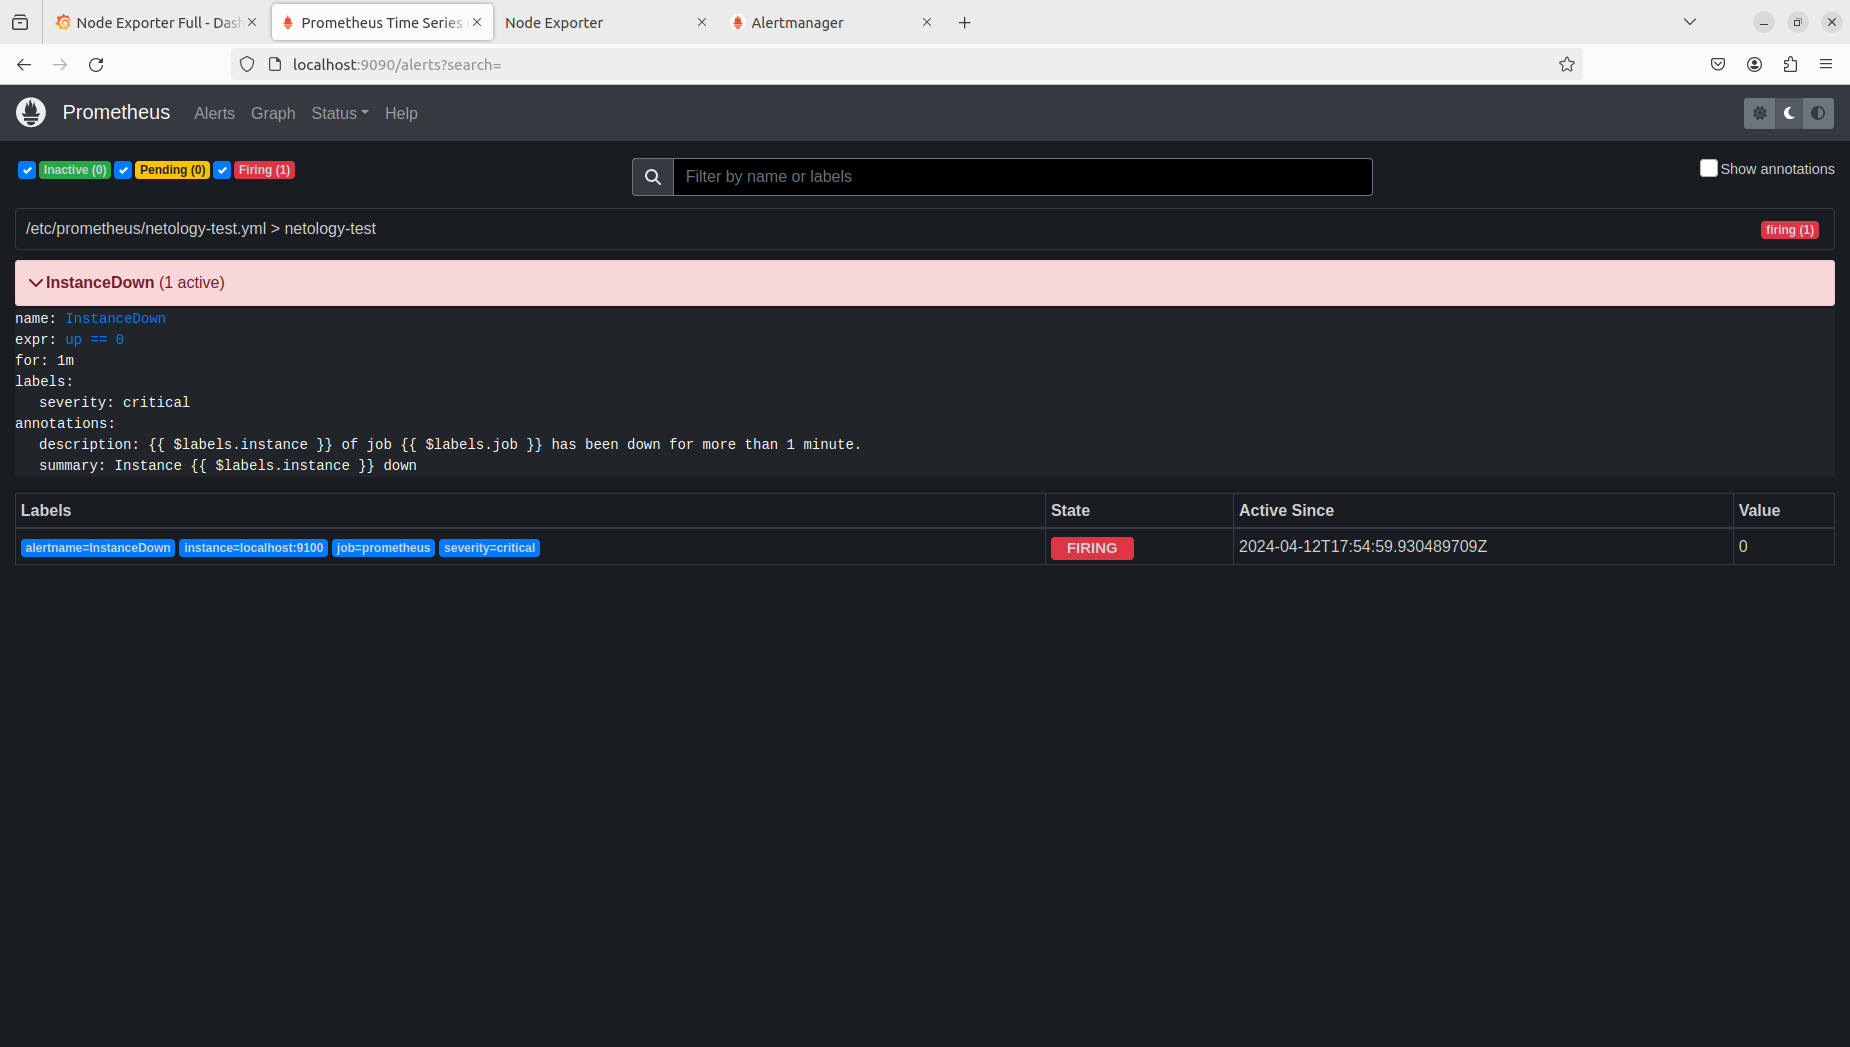 Node Exporter Full - Das
Prometheus Time Series
Node Exporter
Alertmanager
localhost:9090/alerts?search=
Prometheus
Alerts
Graph
Status
Help
Inactive (0)
Pending (0)
Firing (1)
Filter by name or labels
Show annotations
/etc/prometheus/netology-test.yml > netology-test
firing (1)
InstanceDown (1 active)
name: InstanceDown
expr: up == 0
for: 1m
labels:
severity: critical
annotations:
description: {{ $labels.instance }} of job {{ $labels.job }} has been down for more than 1 minute.
summary: Instance {{ $labels.instance }} down
Labels
State
Active Since
Value
alertname=InstanceDown
instance=localhost:9100
job=prometheus
severity=critical
FIRING
2024-04-12T17:54:59.930489709Z
0